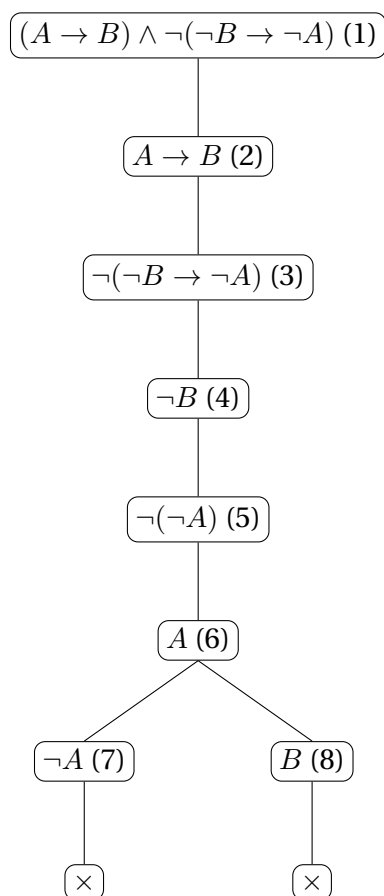 (A → B) ∧ ¬(¬B → ¬A) (1)
A → B (2)
¬(¬B → ¬A) (3)
¬B (4)
¬(¬A) (5)
A (6)
¬A (7)
B (8)
×
×